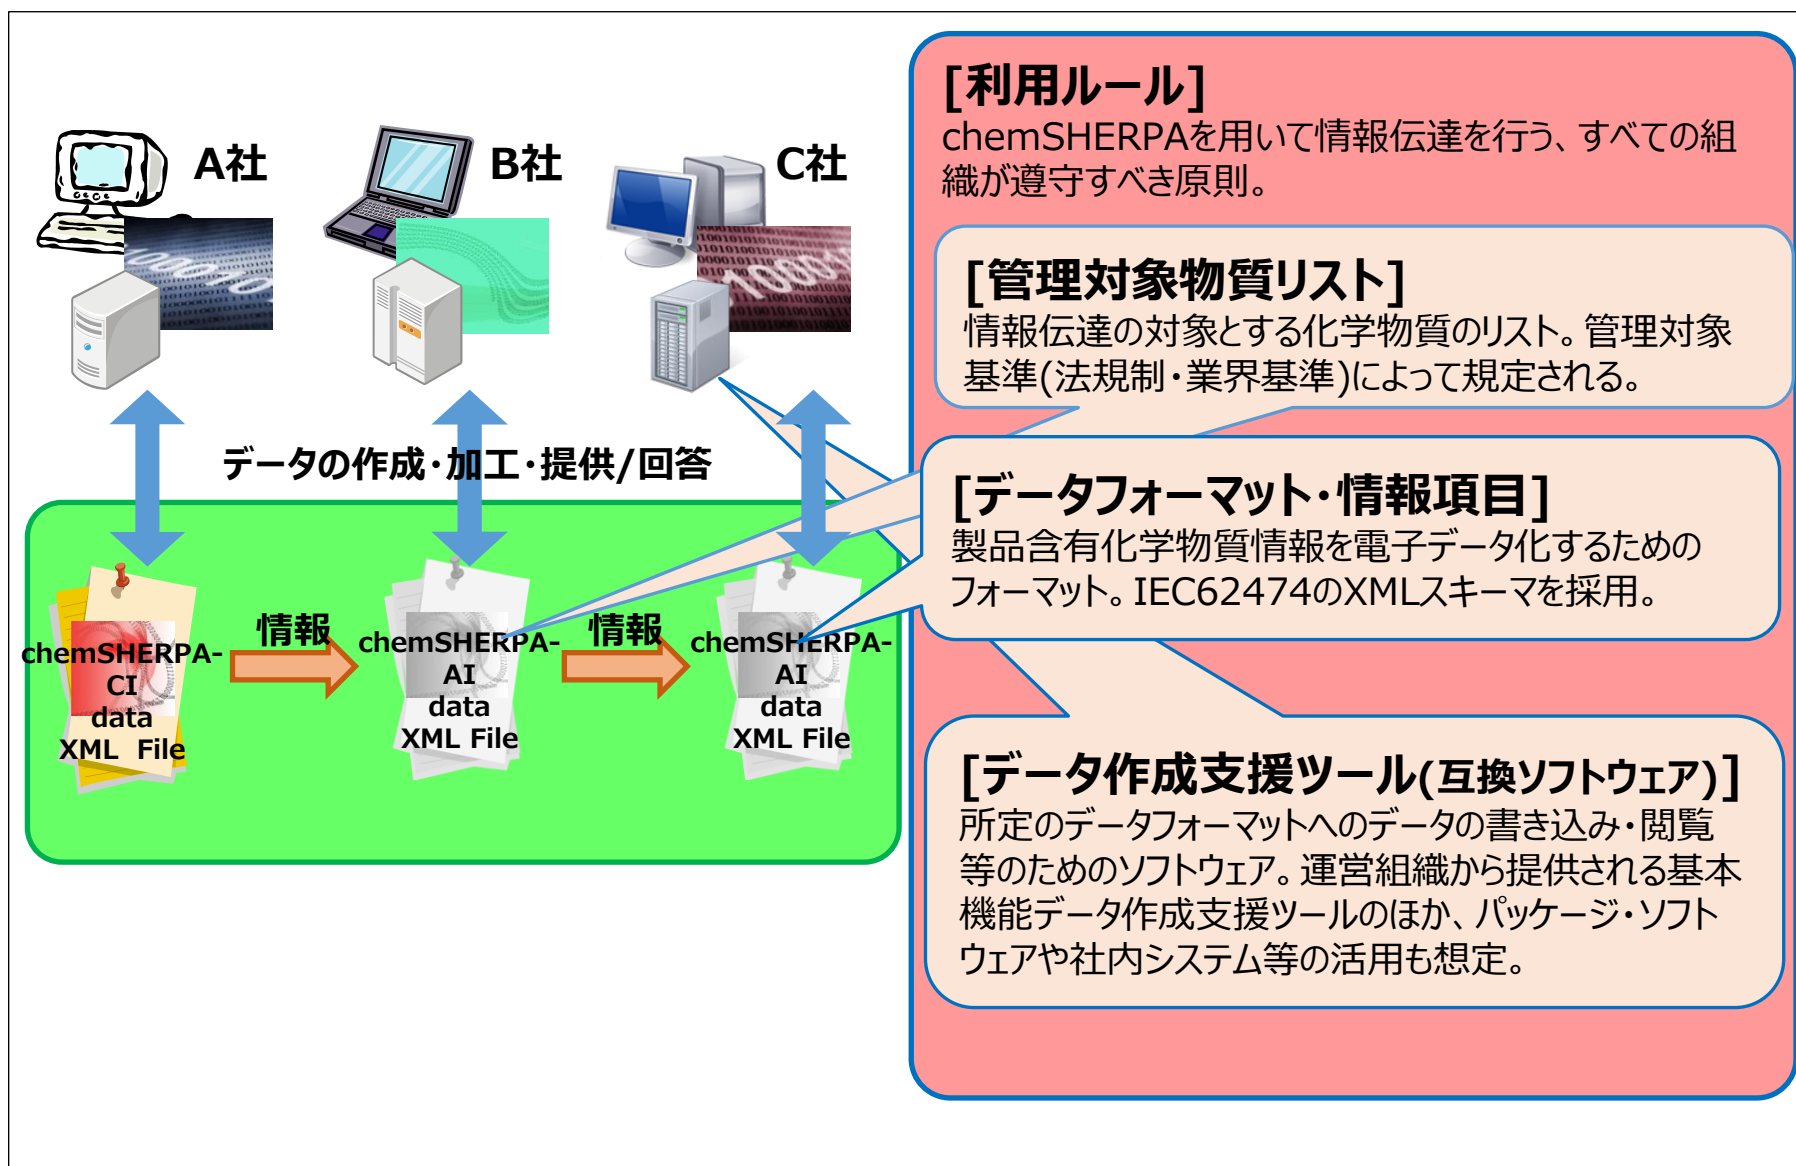 A社
B社
C社
データの作成・加工・提供/回答
chemSHERPA-
CI
data
XML File
情報
chemSHERPA-
AI
data
XML File
情報
chemSHERPA-
AI
data
XML File
[利用ルール]
chemSHERPAを用いて情報伝達を行う、すべての組
織が遵守すべき原則。
[管理対象物質リスト]
情報伝達の対象とする化学物質のリスト。管理対象
基準(法規制・業界基準)によって規定される。
[データフォーマット・情報項目]
製品含有化学物質情報を電子データ化するための
フォーマット。IEC62474のXMLスキーマを採用。
[データ作成支援ツール(互換ソフトウェア)]
所定のデータフォーマットへのデータの書き込み・閲覧
等のためのソフトウェア。運営組織から提供される基本
機能データ作成支援ツールのほか、パッケージ・ソフト
ウェアや社内システム等の活用も想定。